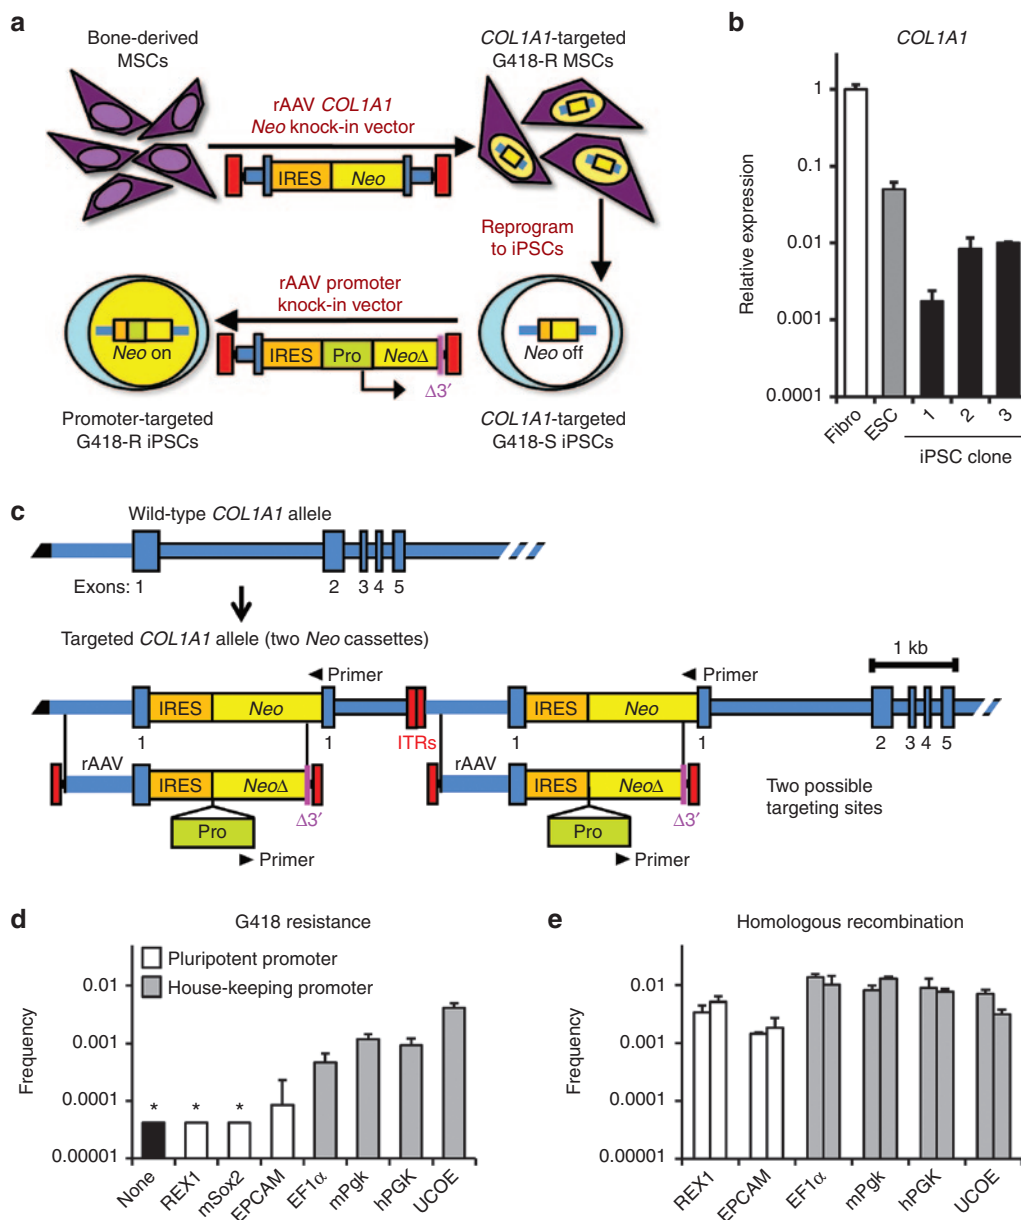 a
Bone-derived
MSCs
rAAV COL1A1
Neo knock-in vector
IRES
Neo
COL1A1-targeted
G418-R MSCs
Reprogram
to iPSCs
rAAV promoter
knock-in vector
Neo on
IRES
Pro
NeoΔ
Δ3′
Neo off
Promoter-targeted
G418-R iPSCs
COL1A1-targeted
G418-S iPSCs
b
COL1A1
Relative expression
1
0.1
0.01
0.001
0.0001
Fibro
ESC
1
2
3
iPSC clone
c
Wild-type COL1A1 allele
Exons: 1
2
3
4
5
Targeted COL1A1 allele (two Neo cassettes)
1 kb
Primer
Primer
IRES
Neo
IRES
Neo
1
1
ITRs
1
1
2
3
4
5
rAAV
rAAV
IRES
NeoΔ
IRES
NeoΔ
Two possible
targeting sites
Δ3′
Δ3′
Pro
Pro
Primer
Primer
d
G418 resistance
Pluripotent promoter
House-keeping promoter
Frequency
0.01
0.001
0.0001
0.00001
*
*
*
None
REX1
mSox2
EPCAM
EF1α
mPgk
hPGK
UCOE
e
Homologous recombination
Frequency
0.01
0.001
0.0001
0.00001
REX1
EPCAM
EF1α
mPgk
hPGK
UCOE